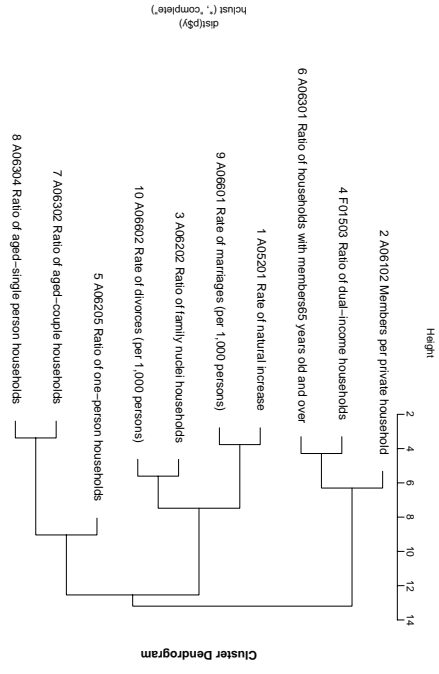 Cluster Dendrogram
Height
2
4
6
8
10
12
14
2 A06102 Members per private household
4 F01503 Ratio of dual−income households
6 A06301 Ratio of households with members65 years old and over
1 A05201 Rate of natural increase
9 A06601 Rate of marriages (per 1,000 persons)
3 A06202 Ratio of family nuclei households
10 A06602 Rate of divorces (per 1,000 persons)
5 A06205 Ratio of one−person households
7 A06302 Ratio of aged−couple households
8 A06304 Ratio of aged−single person households
dist(p$y)
hclust (*, "complete")